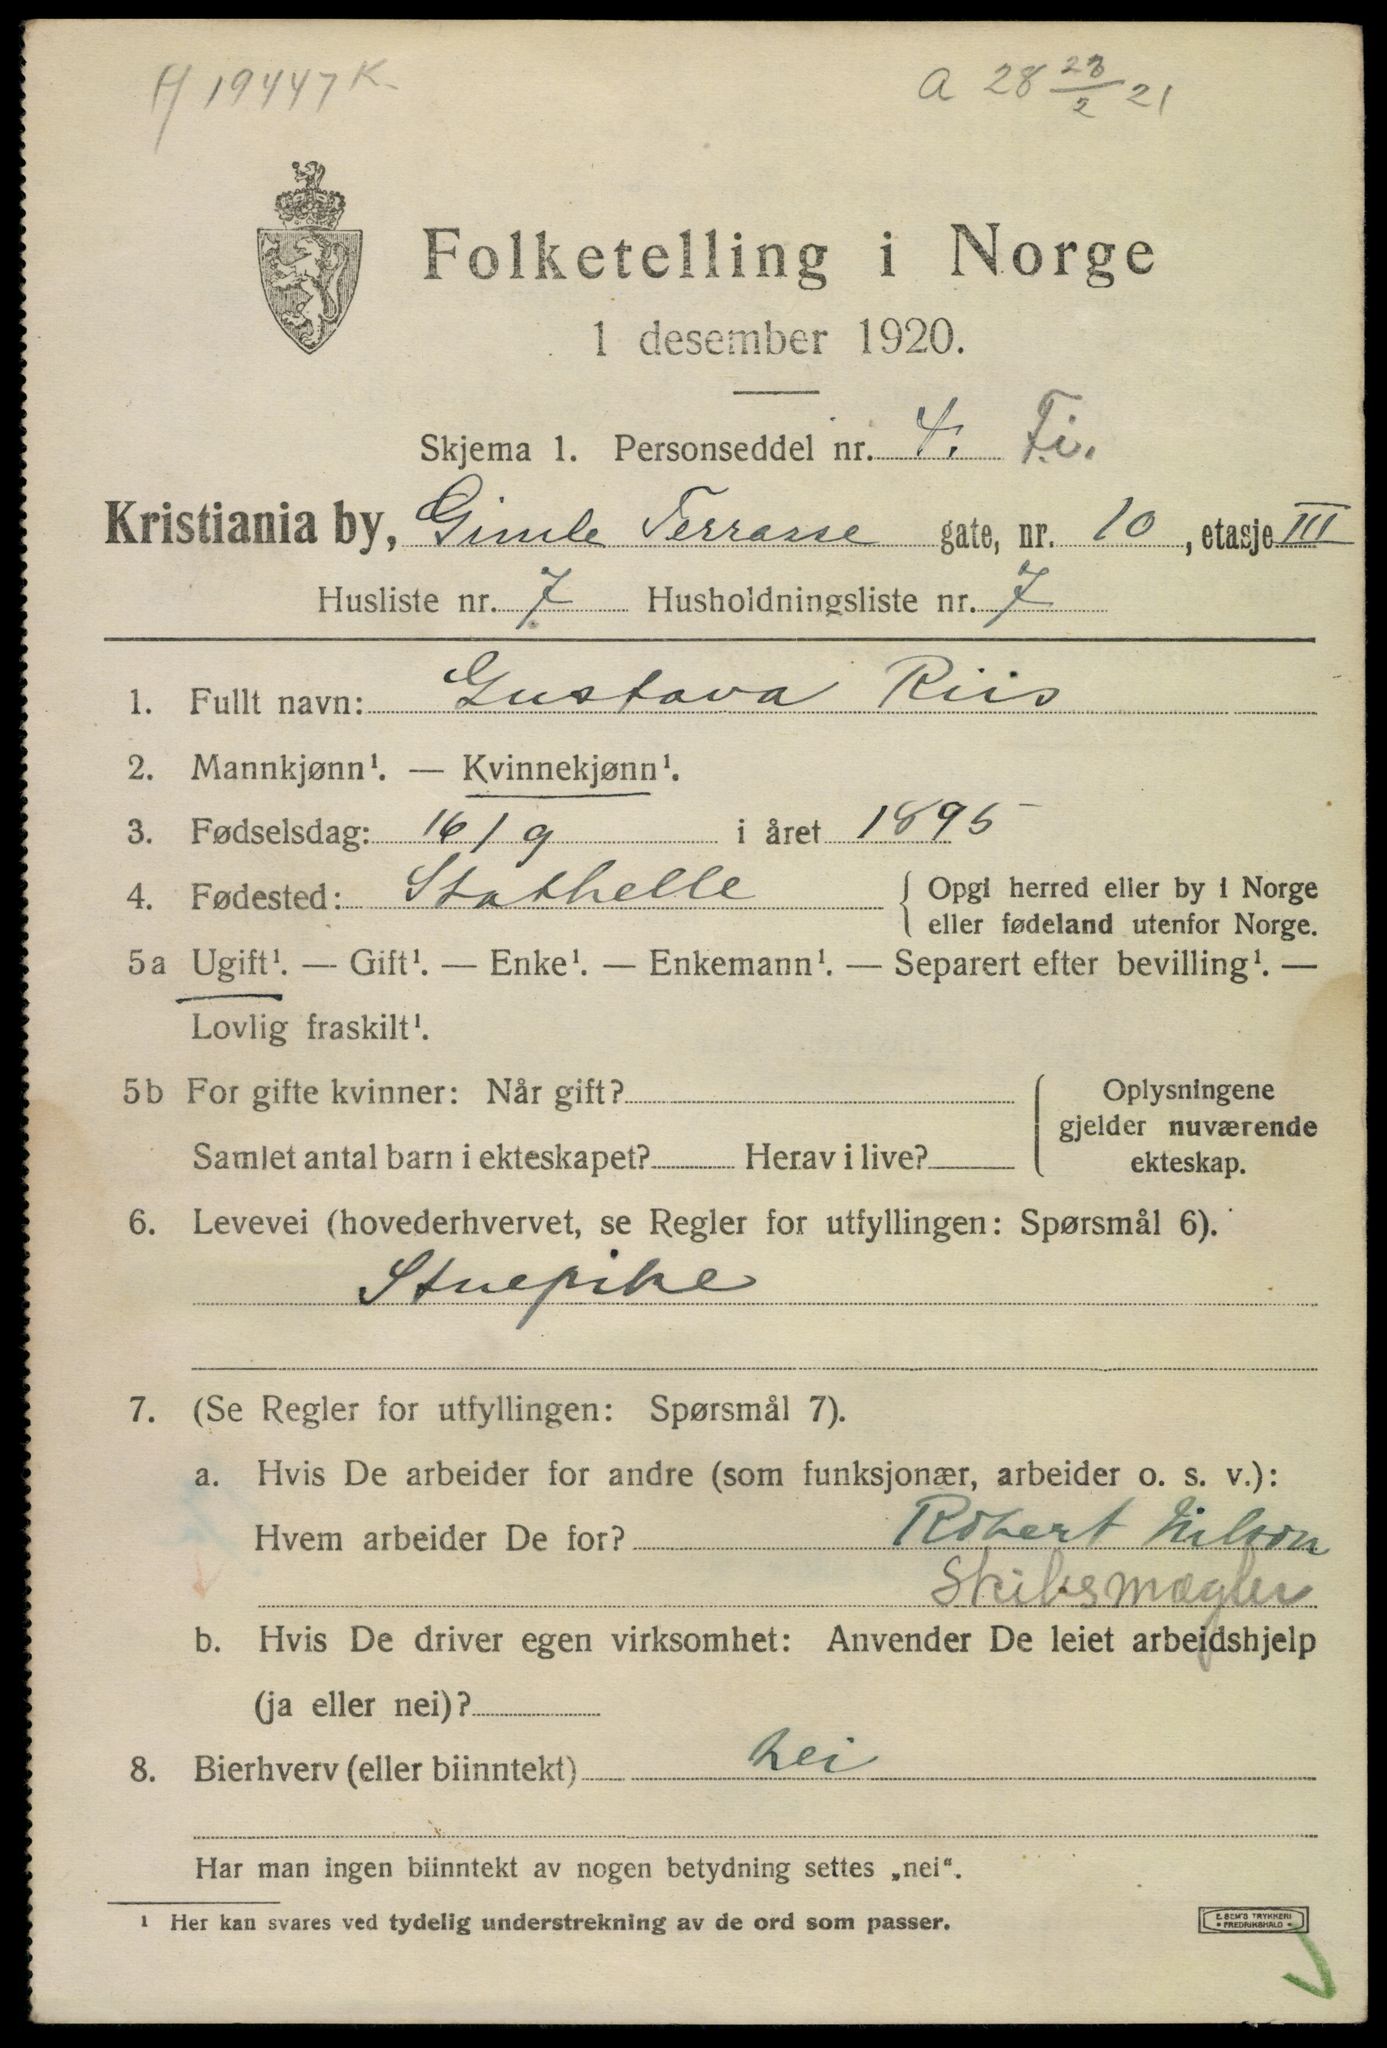 H 19447 K.
a 28 23/2 21
Folketelling i Norge
1 desember 1920.
Skjema 1. Personseddel nr. 4. Fi.
Kristiania by, Gimle Terrasse gate, nr. 10, etasje III
Husliste nr. 7 Husholdningsliste nr. 7
1. Fullt navn: Gustava Riis
2. Mannkjønn¹. — Kvinnekjønn¹.
3. Fødselsdag: 16/9 i året 1895
4. Fødested: Stathelle { Opgi herred eller by i Norge
eller fødeland utenfor Norge.
5a Ugift¹. — Gift¹. — Enke¹. — Enkemann¹. — Separert efter bevilling¹. —
Lovlig fraskilt¹.
5b For gifte kvinner: Når gift?
Samlet antal barn i ekteskapet? Herav i live?
Oplysningene
gjelder nuværende
ekteskap.
6. Levevei (hovederhvervet, se Regler for utfyllingen: Spørsmål 6).
Stuepike
7. (Se Regler for utfyllingen: Spørsmål 7).
a. Hvis De arbeider for andre (som funksjonær, arbeider o. s. v.):
Hvem arbeider De for? Robert Nilson
Skibsmægler
b. Hvis De driver egen virksomhet: Anvender De leiet arbeidshjelp
(ja eller nei)?
8. Bierhverv (eller biinntekt) nei
Har man ingen biinntekt av nogen betydning settes „nei“.
¹ Her kan svares ved tydelig understrekning av de ord som passer.
E. SEM'S TRYKKERI
• FREDRIKSHALD •